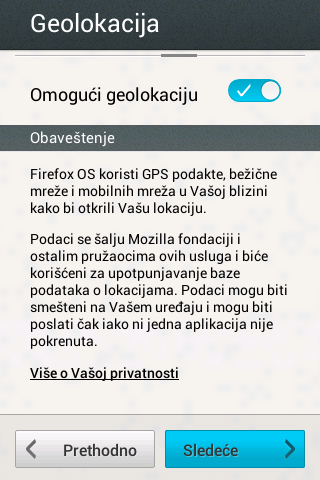 Geolokacija
Omogući geolokaciju
Obaveštenje
Firefox OS koristi GPS podakte, bežične
mreže i mobilnih mreža u Vašoj blizini
kako bi otkrili Vašu lokaciju.
Podaci se šalju Mozilla fondaciji i
ostalim pružaocima ovih usluga i biće
korišćeni za upotpunjavanje baze
podataka o lokacijama. Podaci mogu biti
smešteni na Vašem uređaju i mogu biti
poslati čak iako ni jedna aplikacija nije
pokrenuta.
Više o Vašoj privatnosti
Prethodno
Sledeće